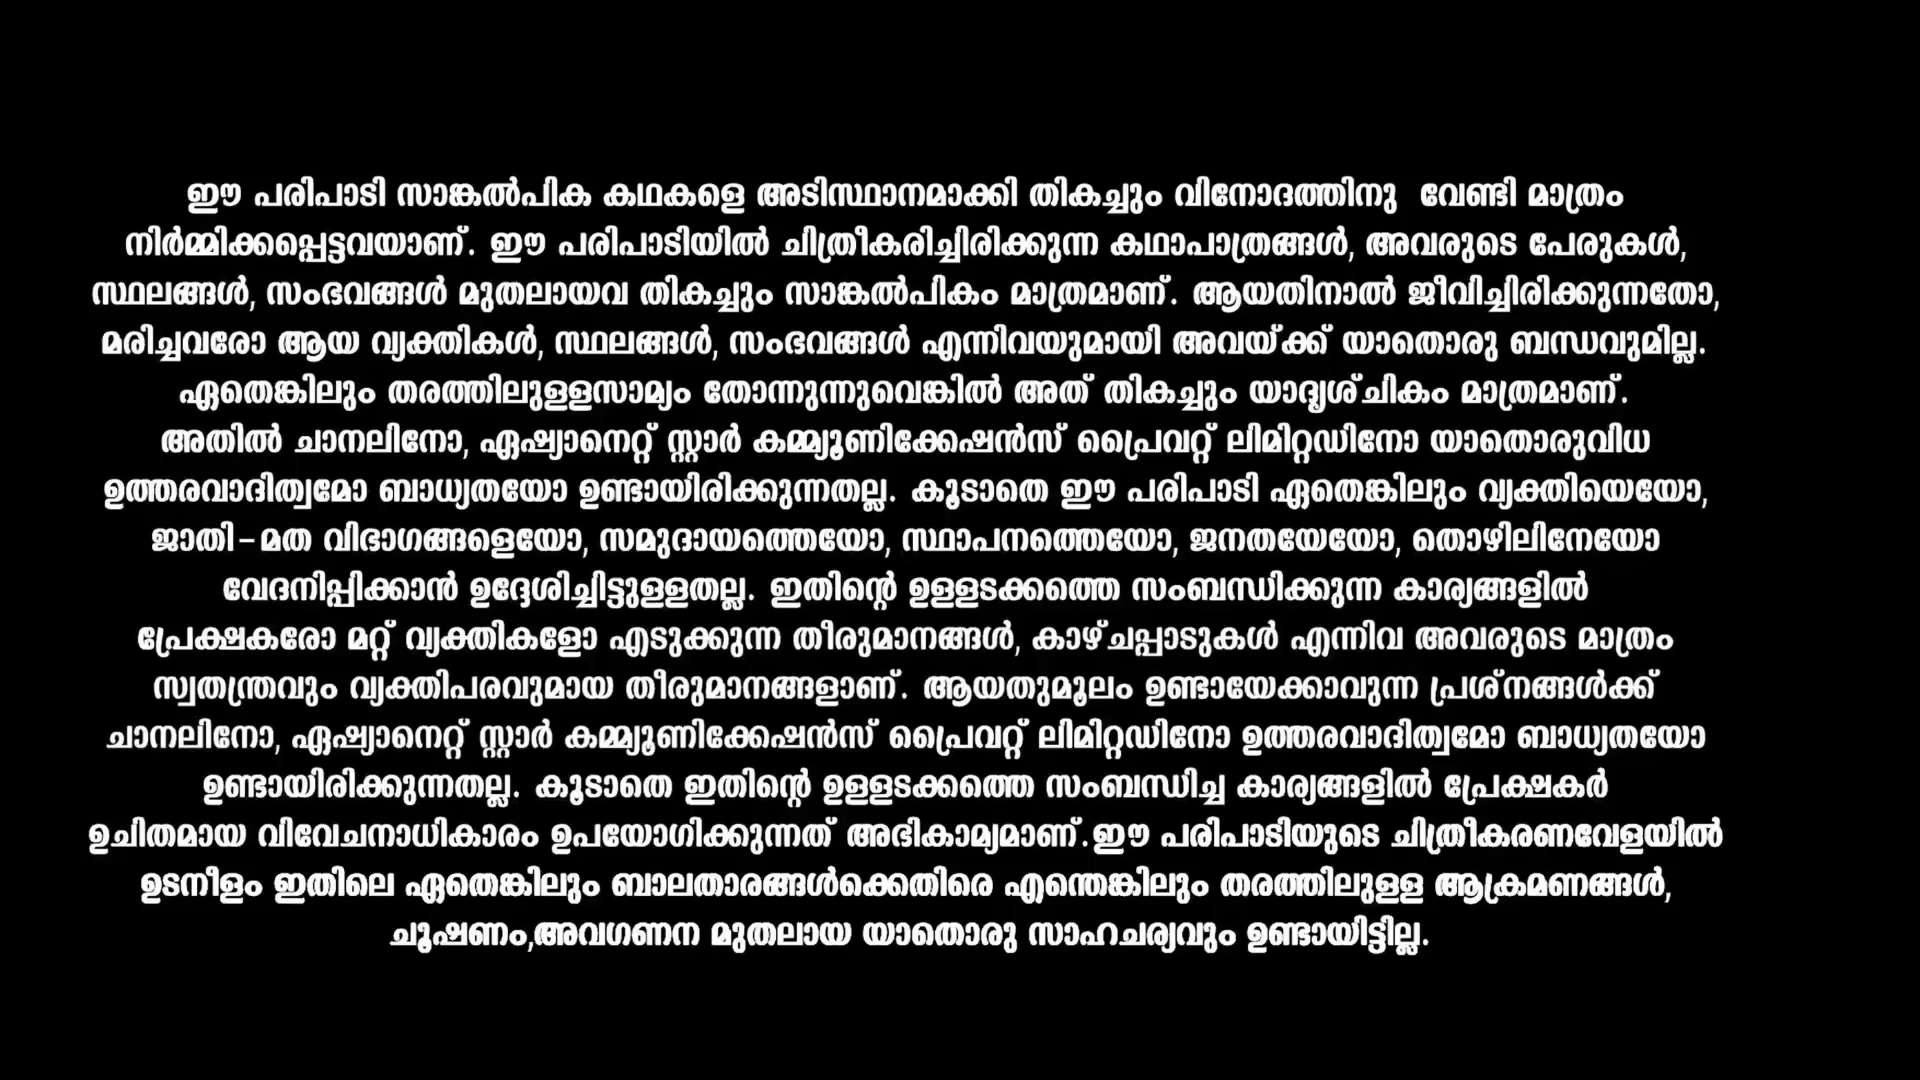 ഈ പരിപാടി സാങ്കൽപിക കഥകളെ അടിസ്ഥാനമാക്കി തികച്ചും വിനോദത്തിനു വേണ്ടി മാത്രം
നിർമ്മിക്കപ്പെട്ടവയാണ്. ഈ പരിപാടിയിൽ ചിത്രീകരിച്ചിരിക്കുന്ന കഥാപാത്രങ്ങൾ, അവരുടെ പേരുകൾ,
സ്ഥലങ്ങൾ, സംഭവങ്ങൾ മുതലായവ തികച്ചും സാങ്കൽപികം മാത്രമാണ്. ആയതിനാൽ ജീവിച്ചിരിക്കുന്നതോ,
മരിച്ചവരോ ആയ വ്യക്തികൾ, സ്ഥലങ്ങൾ, സംഭവങ്ങൾ എന്നിവയുമായി അവയ്ക്ക് യാതൊരു ബന്ധവുമില്ല.
ഏതെങ്കിലും തരത്തിലുളളസാമ്യം തോന്നുന്നുവെങ്കിൽ അത് തികച്ചും യാദൃശ്ചികം മാത്രമാണ്.
അതിൽ ചാനലിനോ, ഏഷ്യാനെറ്റ് സ്റ്റാർ കമ്മ്യൂണിക്കേഷൻസ് പ്രൈവറ്റ് ലിമിറ്റഡിനോ യാതൊരുവിധ
ഉത്തരവാദിത്വമോ ബാധ്യതയോ ഉണ്ടായിരിക്കുന്നതല്ല. കൂടാതെ ഈ പരിപാടി ഏതെങ്കിലും വ്യക്തിയെയോ,
ജാതി-മത വിഭാഗങ്ങളെയോ, സമുദായത്തെയോ, സ്ഥാപനത്തെയോ, ജനതയേയോ, തൊഴിലിനേയോ
വേദനിപ്പിക്കാൻ ഉദ്ദേശിച്ചിട്ടുളളതല്ല. ഇതിന്റെ ഉളളടക്കത്തെ സംബന്ധിക്കുന്ന കാര്യങ്ങളിൽ
പ്രേക്ഷകരോ മറ്റ് വ്യക്തികളോ എടുക്കുന്ന തീരുമാനങ്ങൾ, കാഴ്ചപ്പാടുകൾ എന്നിവ അവരുടെ മാത്രം
സ്വതന്ത്രവും വ്യക്തിപരവുമായ തീരുമാനങ്ങളാണ്. ആയതുമൂലം ഉണ്ടായേക്കാവുന്ന പ്രശ്നങ്ങൾക്ക്
ചാനലിനോ, ഏഷ്യാനെറ്റ് സ്റ്റാർ കമ്മ്യൂണിക്കേഷൻസ് പ്രൈവറ്റ് ലിമിറ്റഡിനോ ഉത്തരവാദിത്വമോ ബാധ്യതയോ
ഉണ്ടായിരിക്കുന്നതല്ല. കൂടാതെ ഇതിന്റെ ഉളളടക്കത്തെ സംബന്ധിച്ച കാര്യങ്ങളിൽ പ്രേക്ഷകർ
ഉചിതമായ വിവേചനാധികാരം ഉപയോഗിക്കുന്നത് അഭികാമ്യമാണ്.ഈ പരിപാടിയുടെ ചിത്രീകരണവേളയിൽ
ഉടനീളം ഇതിലെ ഏതെങ്കിലും ബാലതാരങ്ങൾക്കെതിരെ എന്തെങ്കിലും തരത്തിലുളള ആക്രമണങ്ങൾ,
ചൂഷണം,അവഗണന മുതലായ യാതൊരു സാഹചര്യവും ഉണ്ടായിട്ടില്ല.